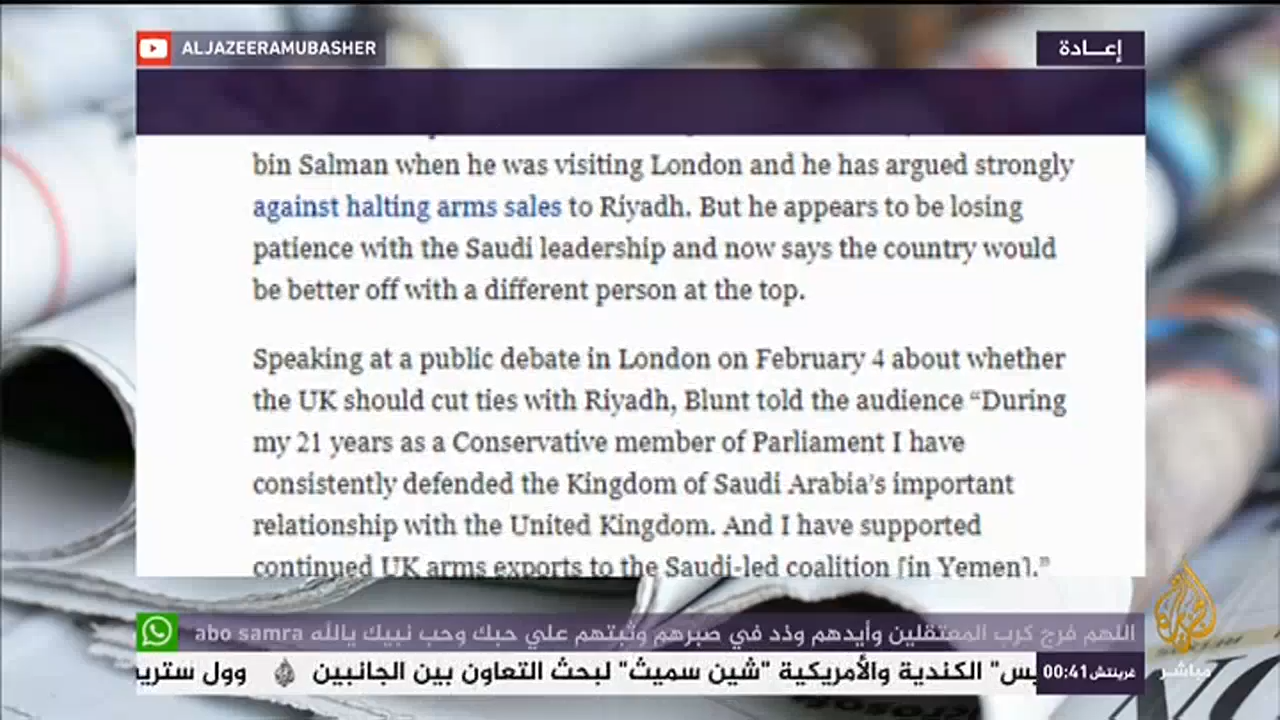 ALJAZEERAMUBASHER
إعــادة
bin Salman when he was visiting London and he has argued strongly
against halting arms sales to Riyadh. But he appears to be losing
patience with the Saudi leadership and now says the country would
be better off with a different person at the top.
Speaking at a public debate in London on February 4 about whether
the UK should cut ties with Riyadh, Blunt told the audience “During
my 21 years as a Conservative member of Parliament I have
consistently defended the Kingdom of Saudi Arabia’s important
relationship with the United Kingdom. And I have supported
continued UK arms exports to the Saudi-led coalition [in Yemen].”
اللهم فرج كرب المعتقلين وأيدهم وذد في صبرهم وثبتهم علي حبك وحب نبيك يالله abo samra
غرينتش 00:41
يس" الكندية والأمريكية "شين سميث" لبحث التعاون بين الجانبين وول ستري
مباشر